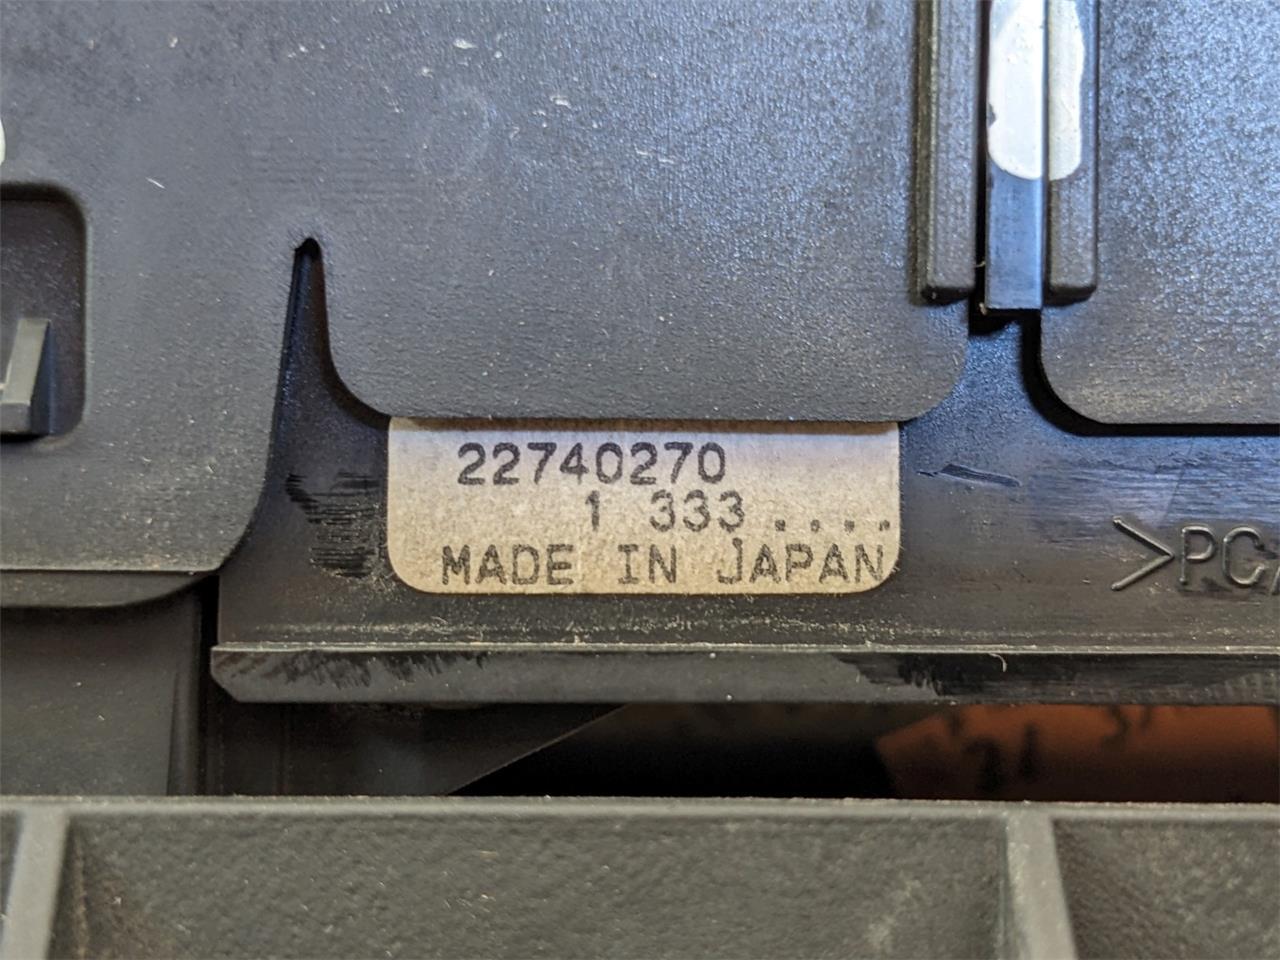 22740270
1 333 ....
MADE IN JAPAN
>PC